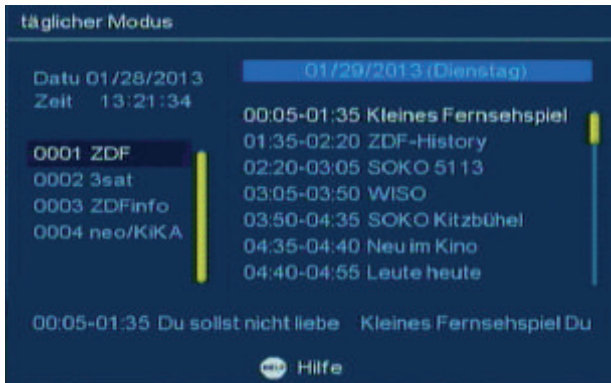 täglicher Modus
Datu 01/28/2013
Zeit 13:21:34
0001 ZDF
0002 3sat
0003 ZDFinfo
0004 neo/KiKA
01/29/2013 (Dienstag)
00:05-01:35 Kleines Fernsehspiel
01:35-02:20 ZDF-History
02:20-03:05 SOKO 5113
03:05-03:50 WISO
03:50-04:35 SOKO Kitzbühel
04:35-04:40 Neu im Kino
04:40-04:55 Leute heute
00:05-01:35 Du sollst nicht liebe Kleines Fernsehspiel Du
HELP Hilfe